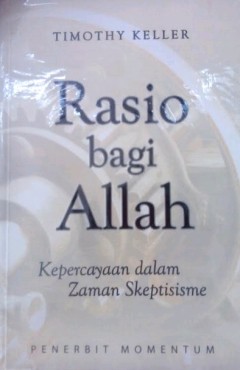 TIMOTHY KELLER
Rasio
bagi
Allah
Kepercayaan dalam
Zaman Skeptisisme
PENERBIT MOMENTUM